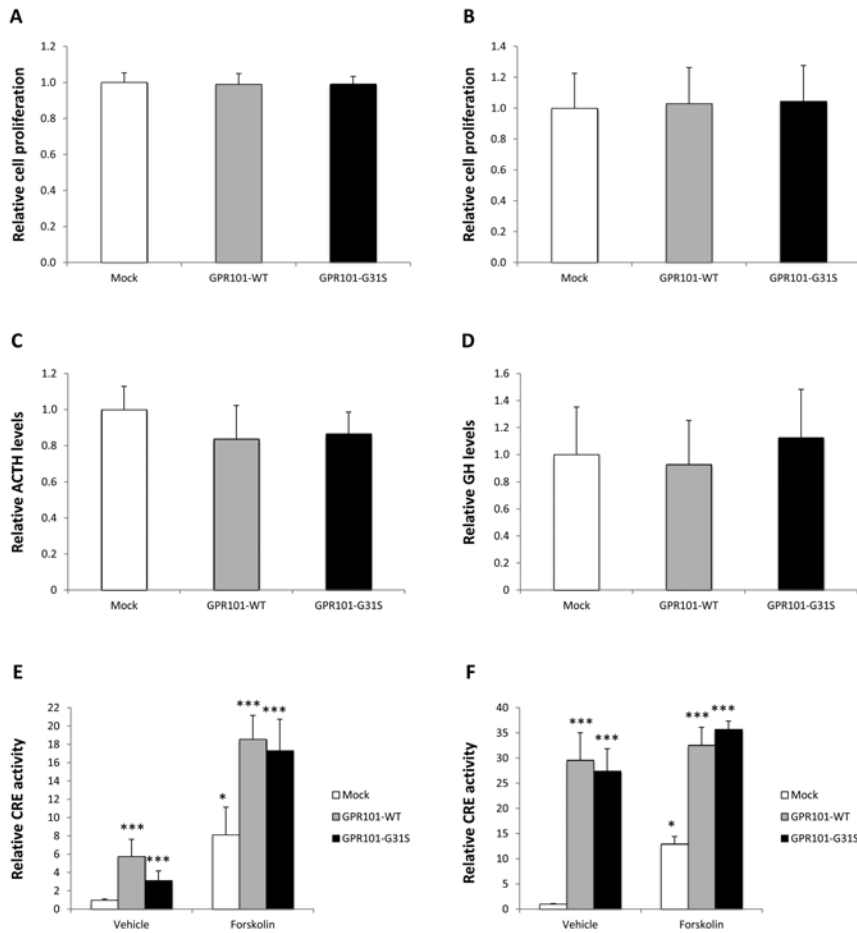 A
Relative cell proliferation
1.2
1.0
0.8
0.6
0.4
0.2
0.0
Mock
GPR101-WT
GPR101-G31S
B
Relative cell proliferation
1.4
1.2
1.0
0.8
0.6
0.4
0.2
0.0
Mock
GPR101-WT
GPR101-G31S
C
Relative ACTH levels
1.2
1.0
0.8
0.6
0.4
0.2
0
Mock
GPR101-WT
GPR101-G31S
D
Relative GH levels
1.6
1.4
1.2
1.0
0.8
0.6
0.4
0.2
0
Mock
GPR101-WT
GPR101-G31S
E
Relative CRE activity
22
20
18
16
14
12
10
8
6
4
2
0
***
***
*
***
***
Vehicle
Forskolin
Mock
GPR101-WT
GPR101-G31S
F
Relative CRE activity
40
35
30
25
20
15
10
5
0
***
***
*
***
***
Vehicle
Forskolin
Mock
GPR101-WT
GPR101-G31S